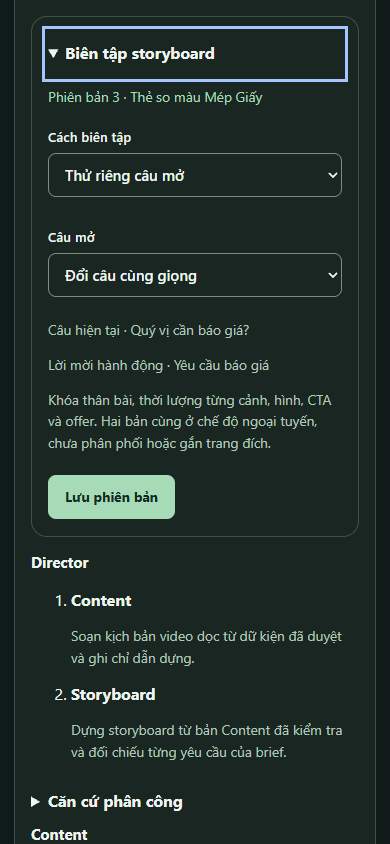 Biên tập storyboard
Phiên bản 3 · Thẻ so màu Mép Giấy
Cách biên tập
Thử riêng câu mở
Câu mở
Đổi câu cùng giọng
Câu hiện tại · Quý vị cần báo giá?
Lời mời hành động · Yêu cầu báo giá
Khóa thân bài, thời lượng từng cảnh, hình, CTA
và offer. Hai bản cùng ở chế độ ngoại tuyến,
chưa phân phối hoặc gắn trang đích.
Lưu phiên bản
Director
1. Content
Soạn kịch bản video dọc từ dữ kiện đã duyệt
và ghi chỉ dẫn dựng.
2. Storyboard
Dựng storyboard từ bản Content đã kiểm tra
và đối chiếu từng yêu cầu của brief.
Căn cứ phân công
Content